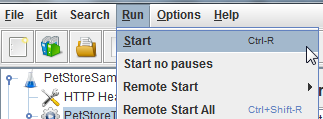 File Edit Search Run Options Help
Start Ctrl-R
Start no pauses
Remote Start
Remote Start All Ctrl+Shift-R
PetStoreSam
HTTP Hea
PetStoreT